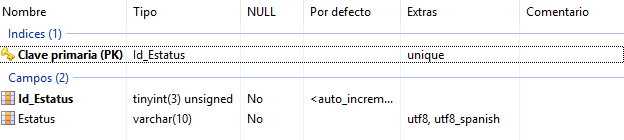 Nombre Tipo NULL Por defecto Extras Comentario
Indices (1)
Clave primaria (PK) Id_Estatus unique
Campos (2)
Id_Estatus tinyint(3) unsigned No <auto_increm...
Estatus varchar(10) No utf8, utf8_spanish